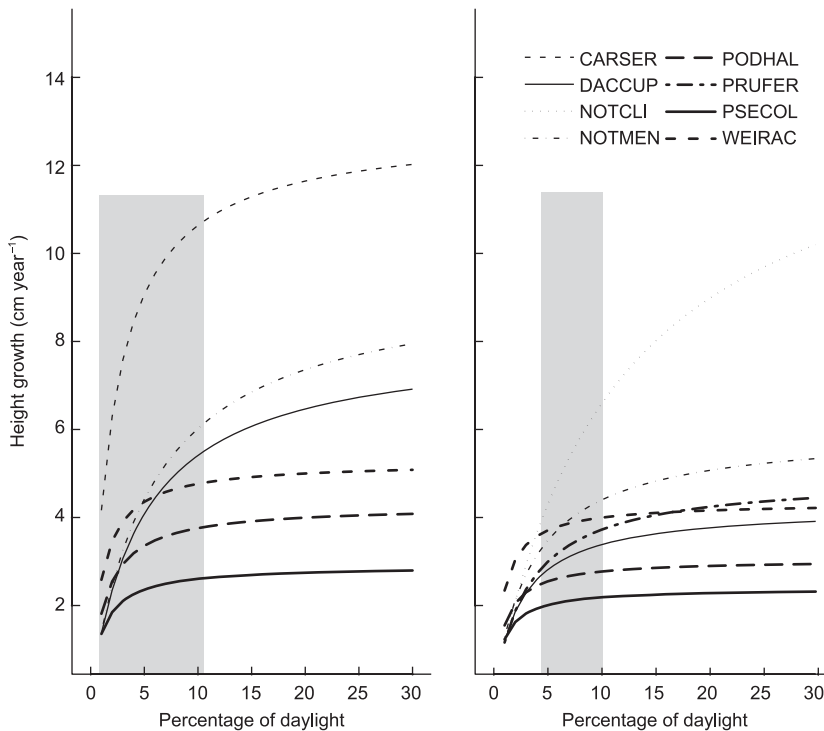 14
12
10
8
6
4
2
Height growth (cm year⁻¹)
0 5 10 15 20 25 30
Percentage of daylight
CARSER PODHAL
DACCUP PRUFER
NOTCLI PSECOL
NOTMEN WEIRAC
0 5 10 15 20 25 30
Percentage of daylight